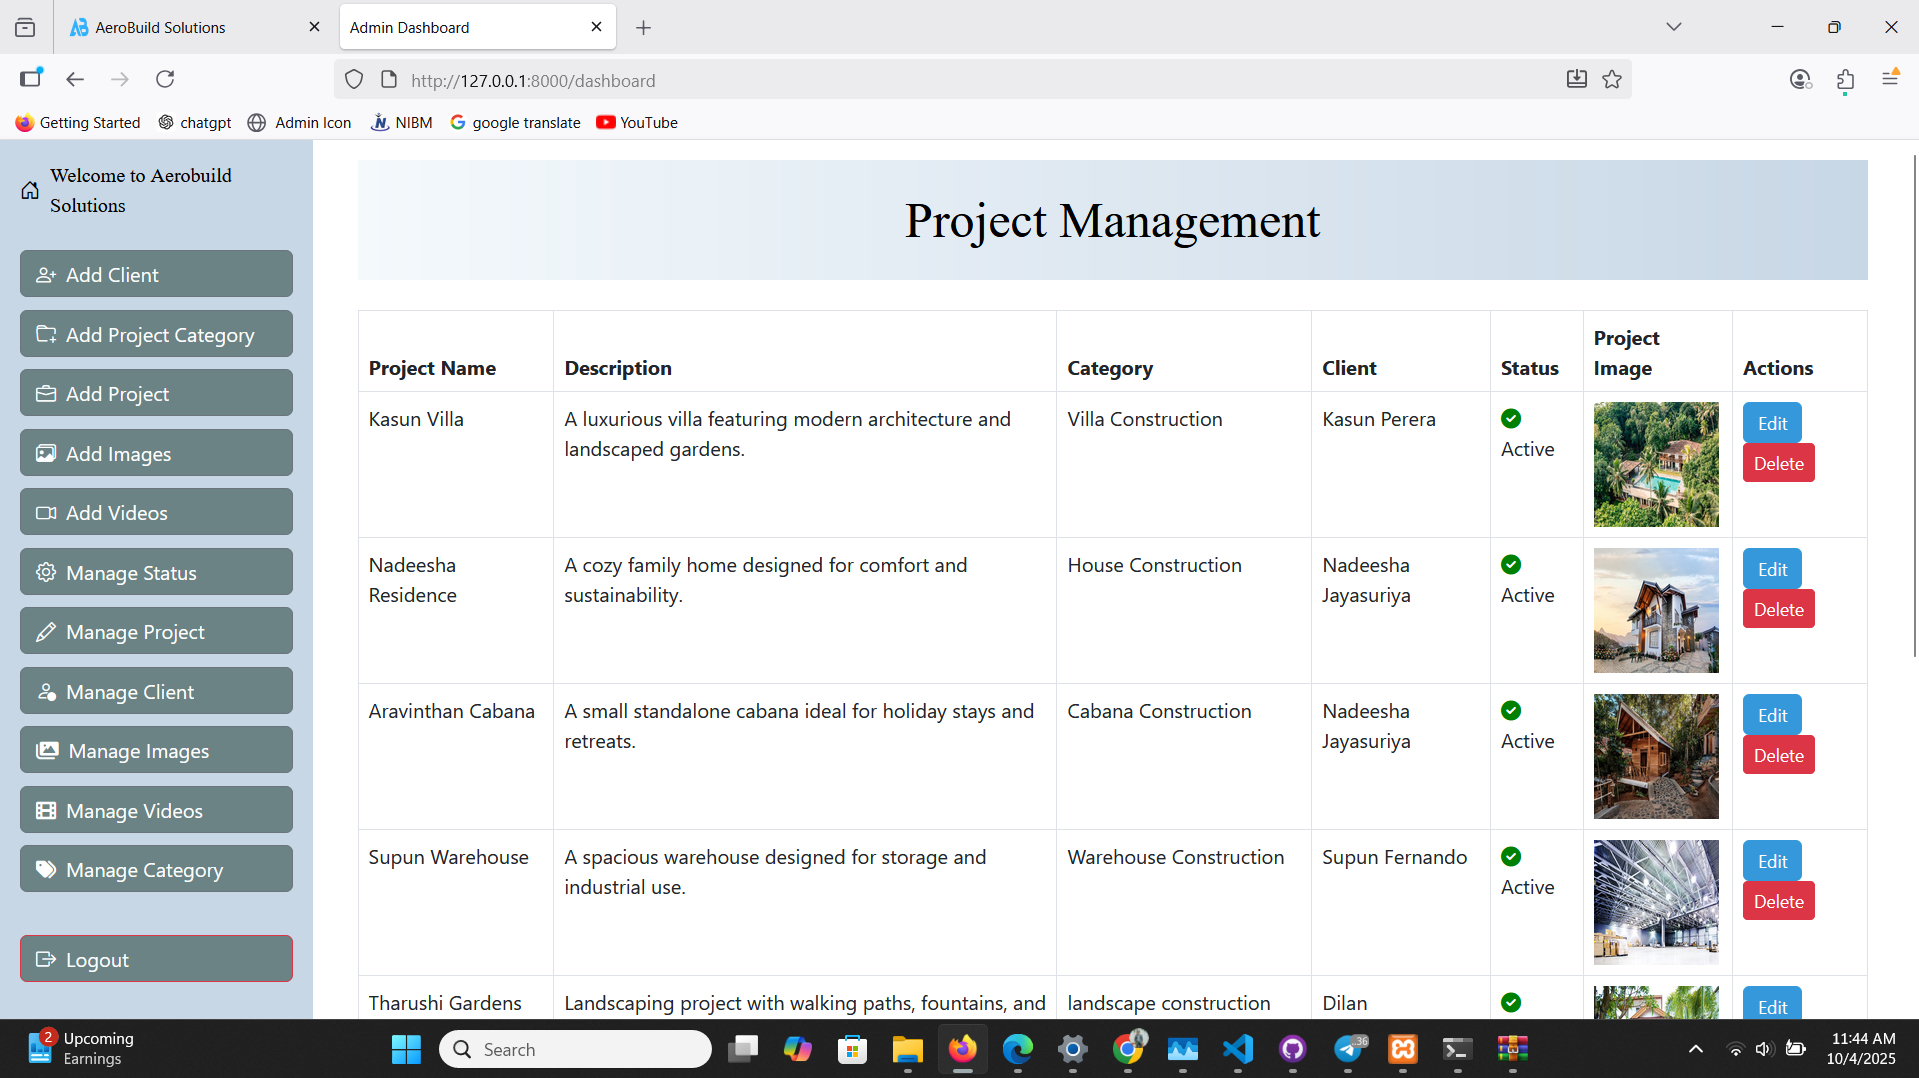 AeroBuild Solutions
Admin Dashboard
http://127.0.0.1:8000/dashboard
Getting Started
chatgpt
Admin Icon
NIBM
google translate
YouTube
Welcome to Aerobuild
Solutions
Add Client
Add Project Category
Add Project
Add Images
Add Videos
Manage Status
Manage Project
Manage Client
Manage Images
Manage Videos
Manage Category
Logout
Project Management
Project Name
Description
Category
Client
Status
Project
Image
Actions
Kasun Villa
A luxurious villa featuring modern architecture and
landscaped gardens.
Villa Construction
Kasun Perera
Active
Edit
Delete
Nadeesha
Residence
A cozy family home designed for comfort and
sustainability.
House Construction
Nadeesha
Jayasuriya
Active
Edit
Delete
Aravinthan Cabana
A small standalone cabana ideal for holiday stays and
retreats.
Cabana Construction
Nadeesha
Jayasuriya
Active
Edit
Delete
Supun Warehouse
A spacious warehouse designed for storage and
industrial use.
Warehouse Construction
Supun Fernando
Active
Edit
Delete
Tharushi Gardens
Landscaping project with walking paths, fountains, and
landscape construction
Dilan
Edit
2
Upcoming
Earnings
Search
36
11:44 AM
10/4/2025